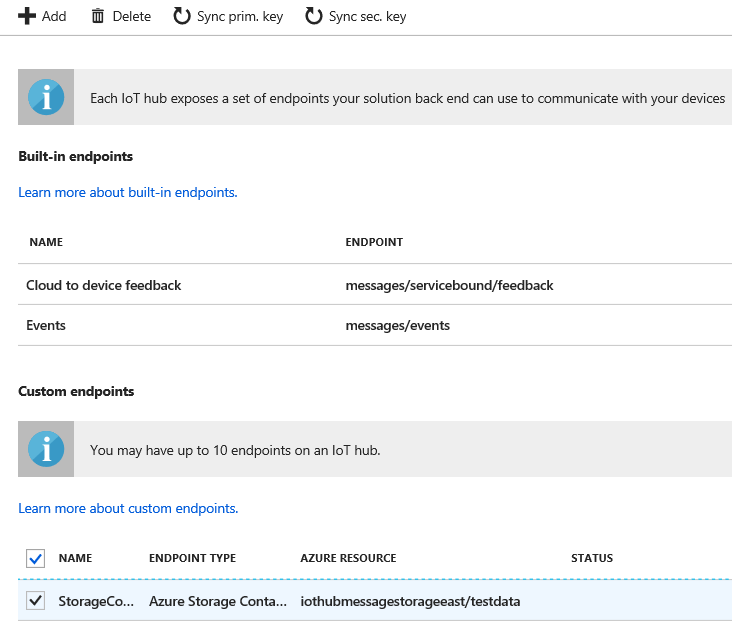 Add Delete Sync prim. key Sync sec. key
Each IoT hub exposes a set of endpoints your solution back end can use to communicate with your devices
Built-in endpoints
Learn more about built-in endpoints.
NAME ENDPOINT
Cloud to device feedback messages/servicebound/feedback
Events messages/events
Custom endpoints
You may have up to 10 endpoints on an IoT hub.
Learn more about custom endpoints.
NAME ENDPOINT TYPE AZURE RESOURCE STATUS
StorageCo... Azure Storage Conta... iothubmessagestorageeast/testdata